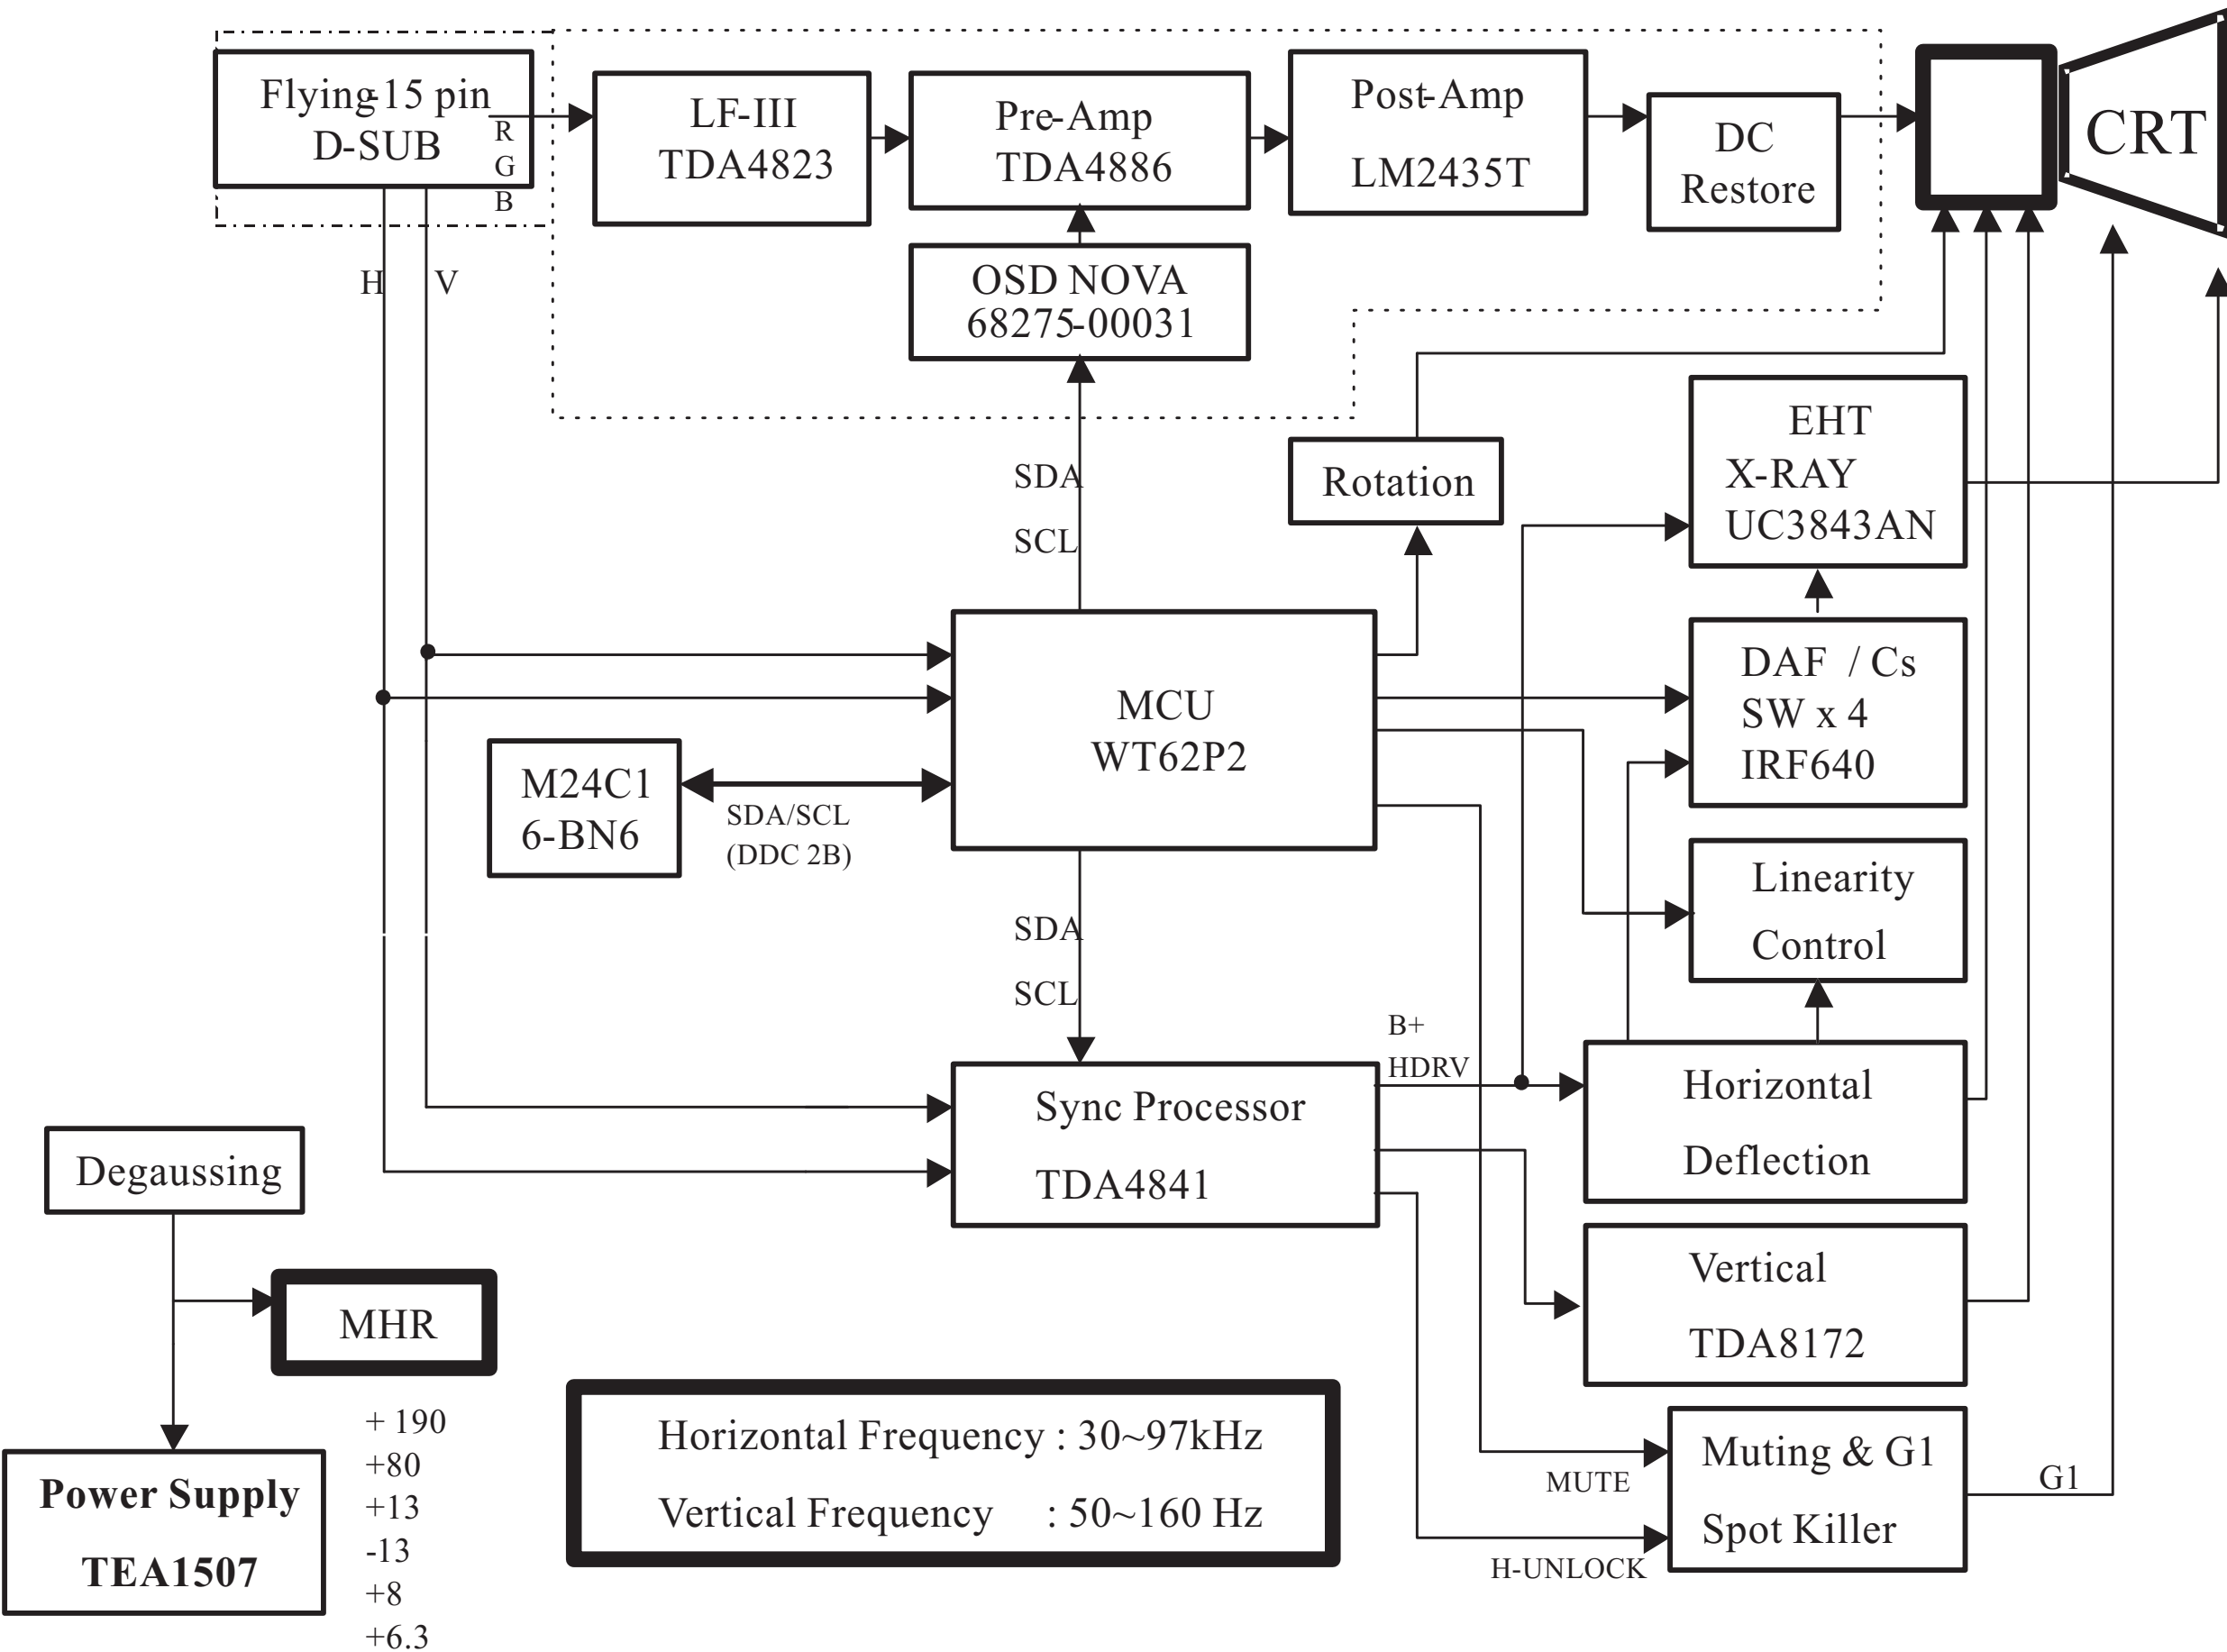 Flying-15 pin
D-SUB
R
G
B
LF-III
TDA4823
Pre-Amp
TDA4886
Post-Amp
LM2435T
DC
Restore
CRT
H
V
OSD NOVA
68275-00031
SDA
SCL
Rotation
EHT
X-RAY
UC3843AN
MCU
WT62P2
DAF / Cs
SW x 4
IRF640
M24C1
6-BN6
SDA/SCL
(DDC 2B)
Linearity
Control
SDA
SCL
B+
HDRV
Sync Processor
TDA4841
Horizontal
Deflection
Degaussing
MHR
Vertical
TDA8172
Power Supply
TEA1507
+ 190
+80
+13
-13
+8
+6.3
Horizontal Frequency : 30~97kHz
Vertical Frequency : 50~160 Hz
MUTE
H-UNLOCK
Muting & G1
Spot Killer
G1